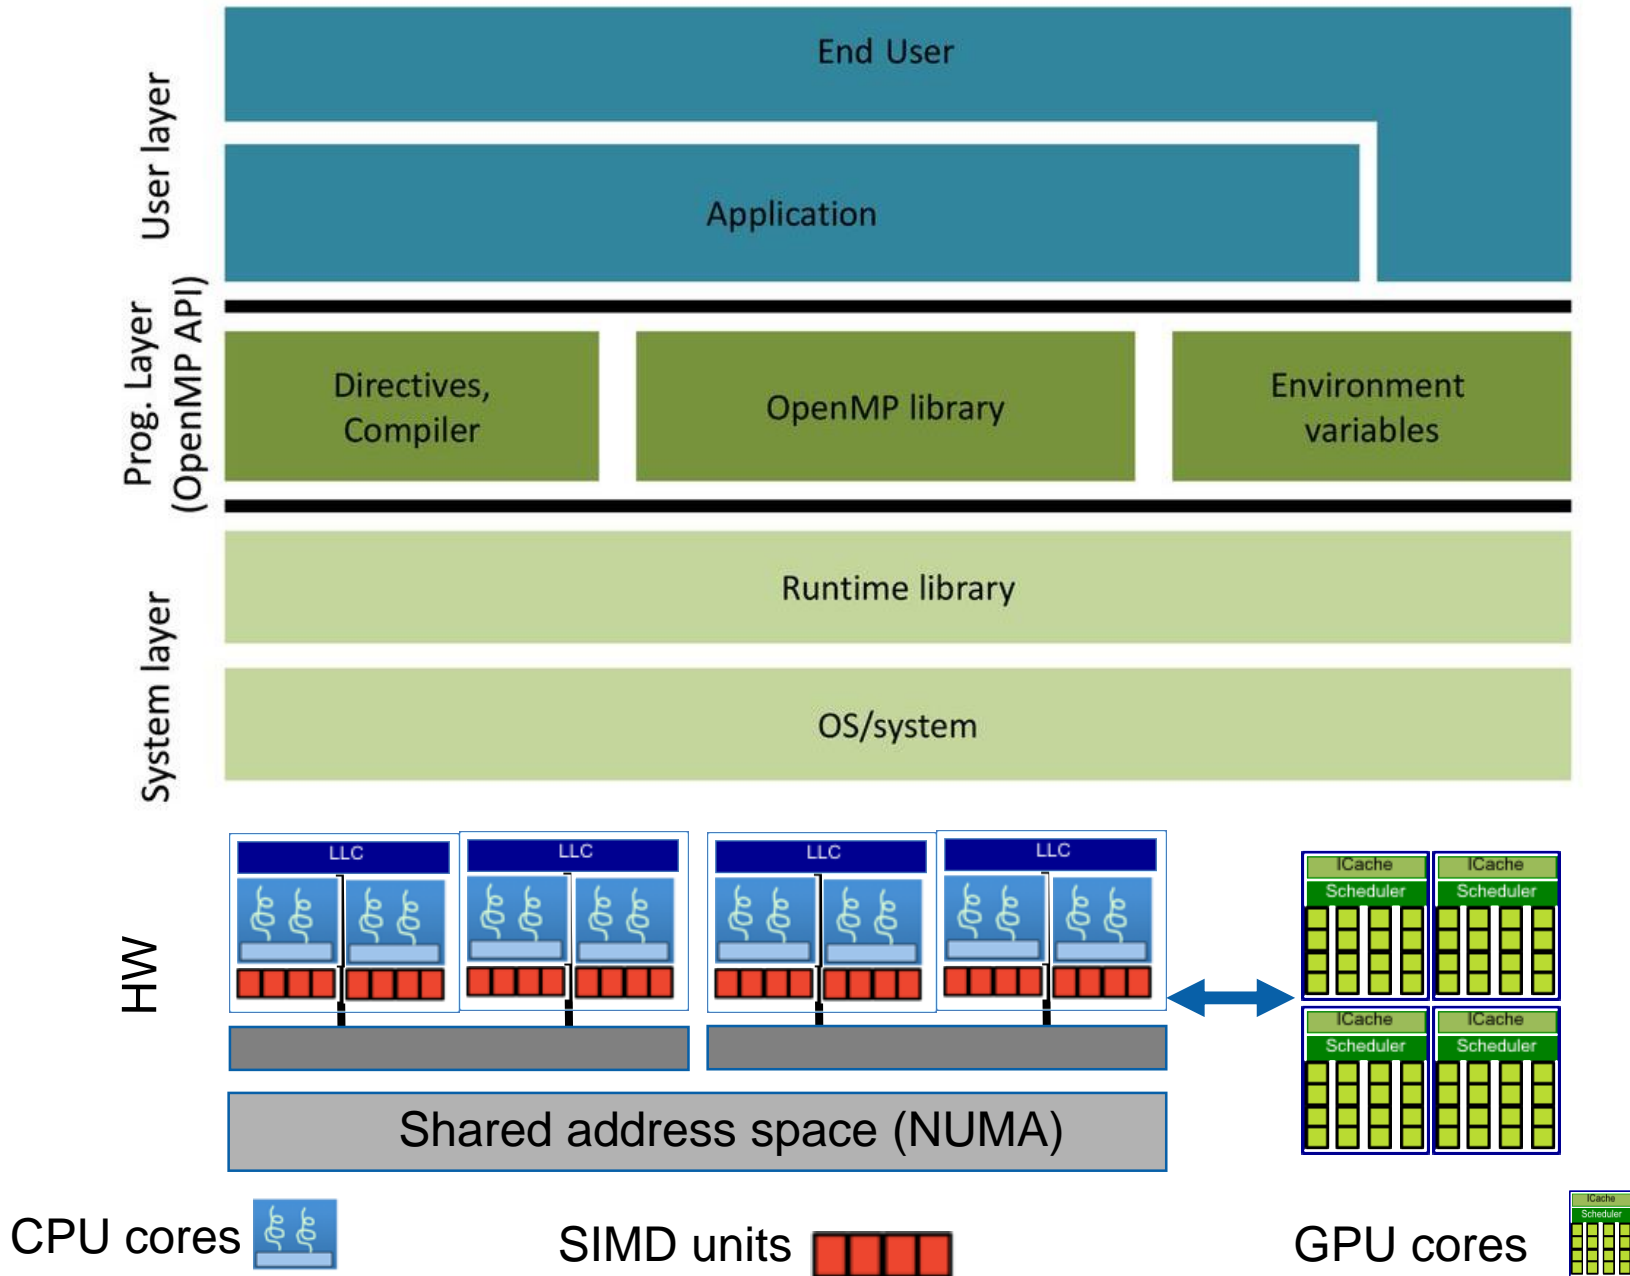 End User
User layer
Application
Prog. Layer
(OpenMP API)
Directives,
Compiler
OpenMP library
Environment
variables
System layer
Runtime library
OS/system
HW
LLC
LLC
LLC
LLC
ICache
Scheduler
ICache
Scheduler
ICache
Scheduler
ICache
Scheduler
Shared address space (NUMA)
CPU cores
SIMD units
GPU cores
ICache
Scheduler